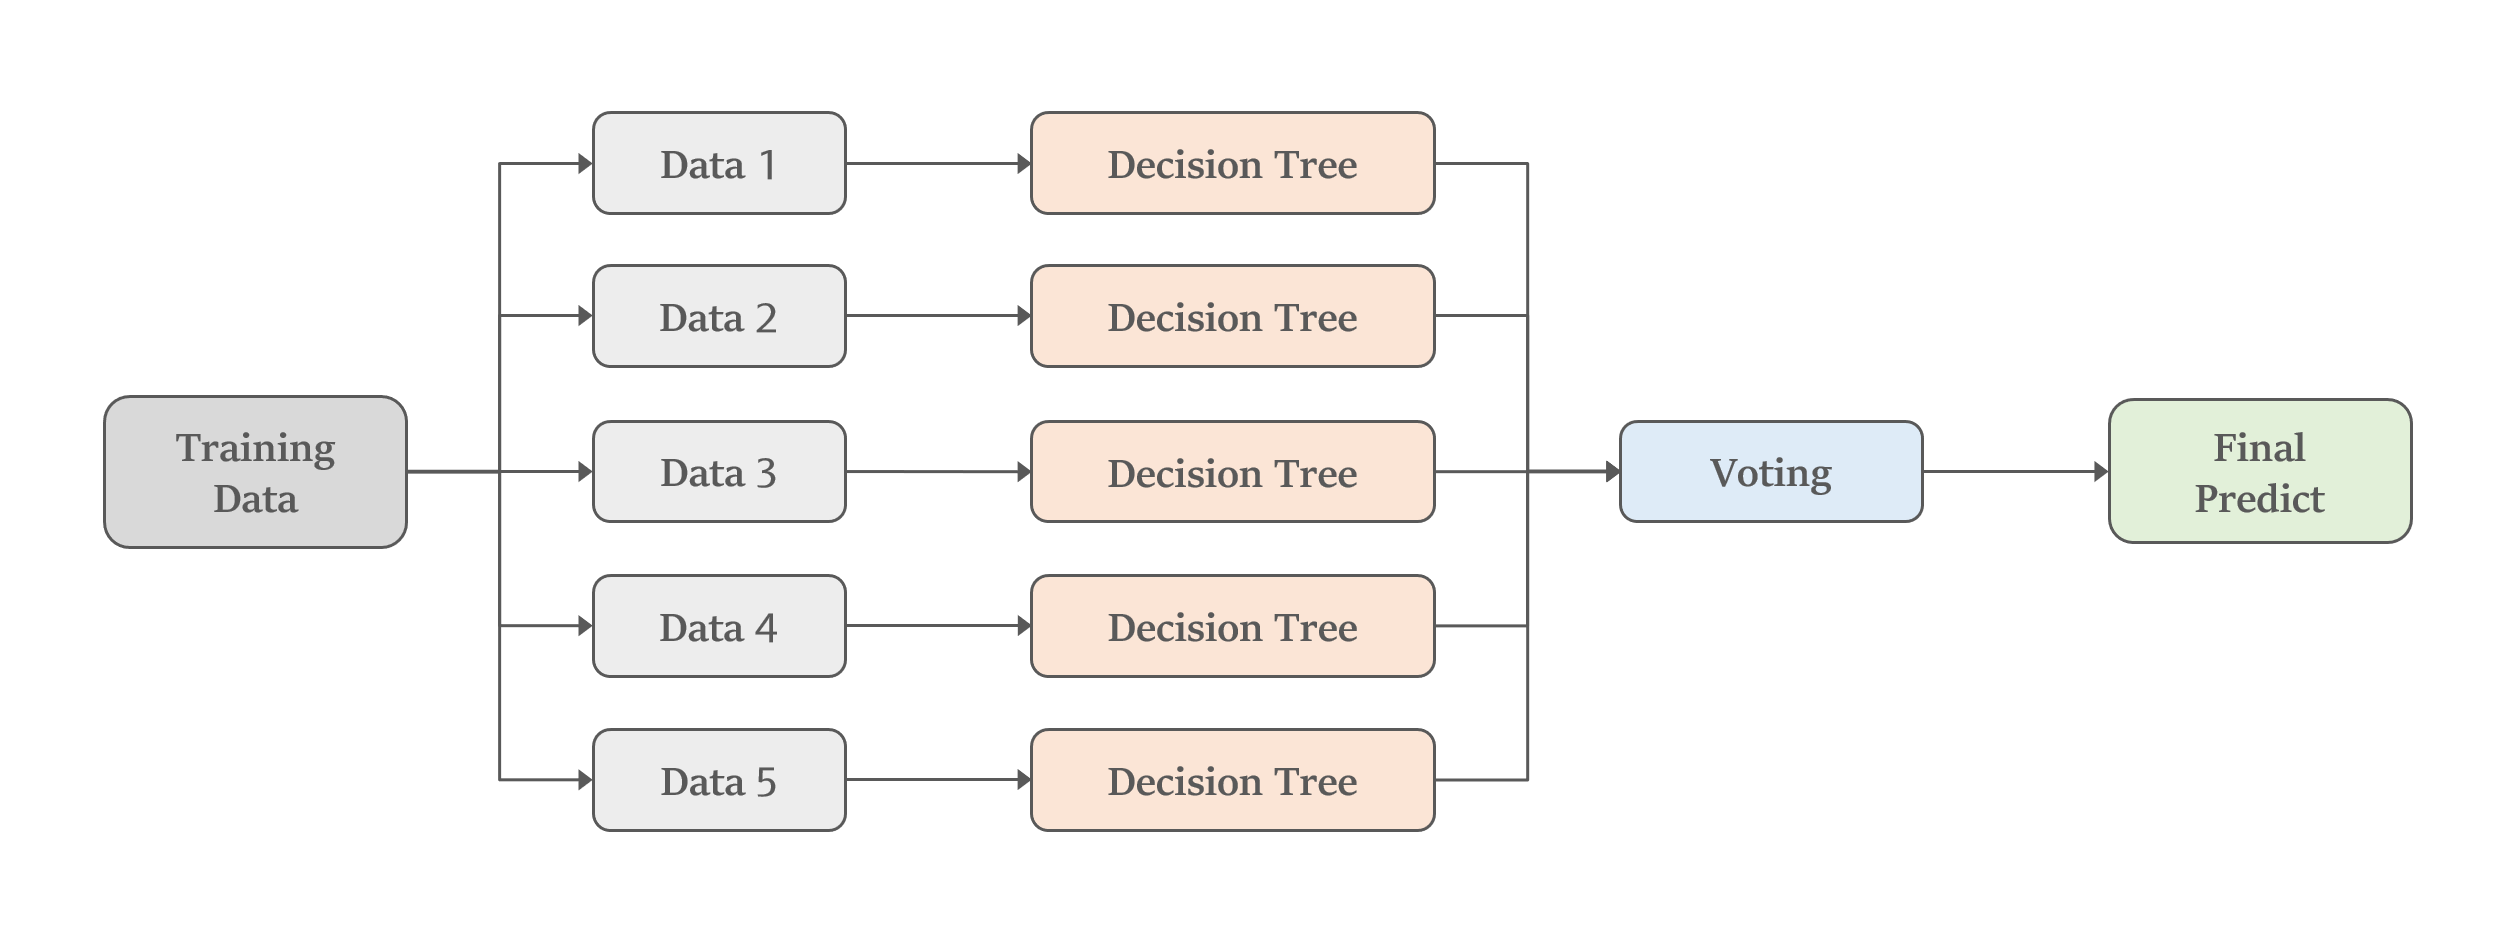 Training
Data
Data 1
Decision Tree
Data 2
Decision Tree
Data 3
Decision Tree
Data 4
Decision Tree
Data 5
Decision Tree
Voting
Final
Predict